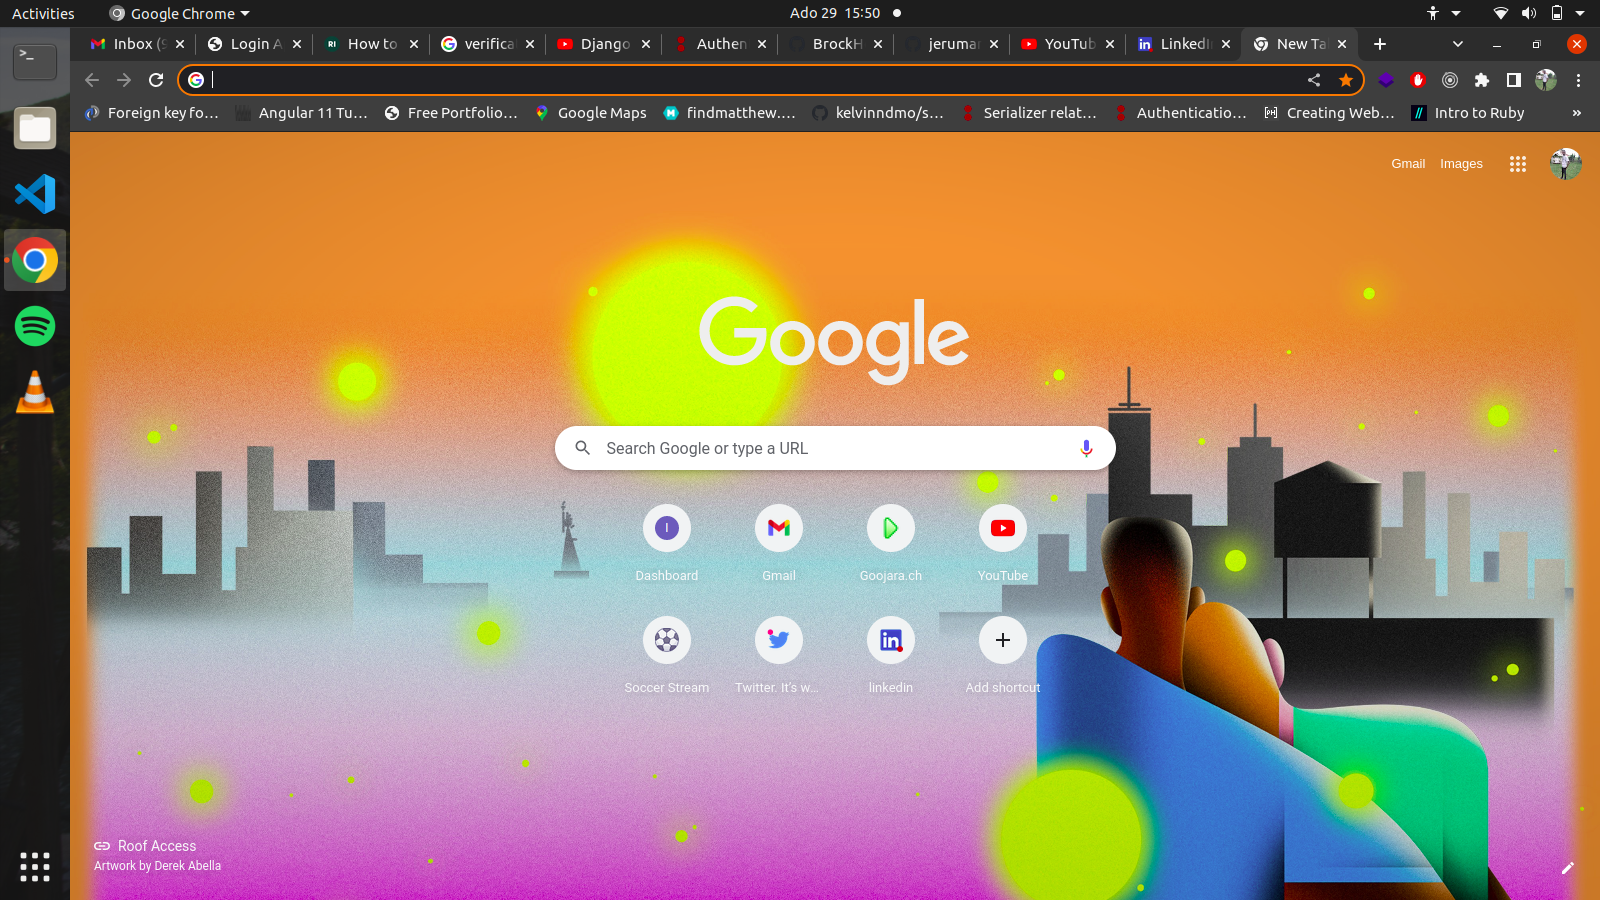 Activities Google Chrome Ado 29 15:50
Inbox (9 Login A How to verifica Django Authen BrockH jeruma YouTub LinkedI New Ta
Foreign key fo... Angular 11 Tu... Free Portfolio... Google Maps findmatthew.... kelvinndmo/s... Serializer relat... Authenticatio... Creating Web... Intro to Ruby »
Gmail Images
Google
Search Google or type a URL
Dashboard Gmail Goojara.ch YouTube
Soccer Stream Twitter. It's w... linkedin Add shortcut
Roof Access
Artwork by Derek Abella